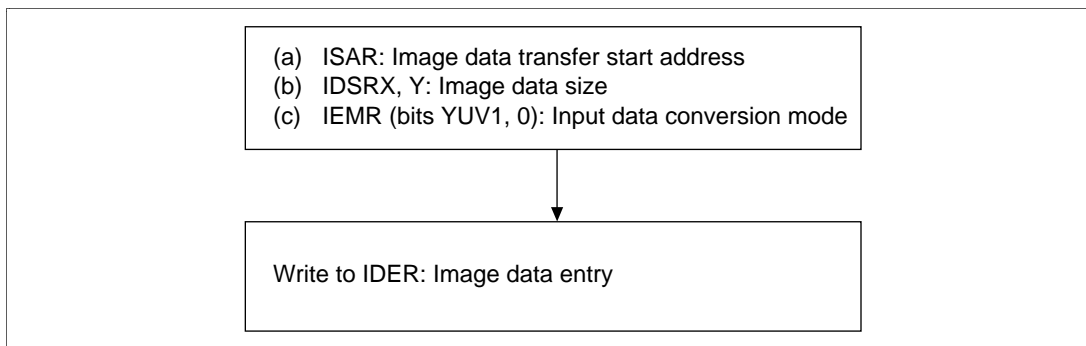 (a) ISAR: Image data transfer start address
(b) IDSRX, Y: Image data size
(c) IEMR (bits YUV1, 0): Input data conversion mode
Write to IDER: Image data entry